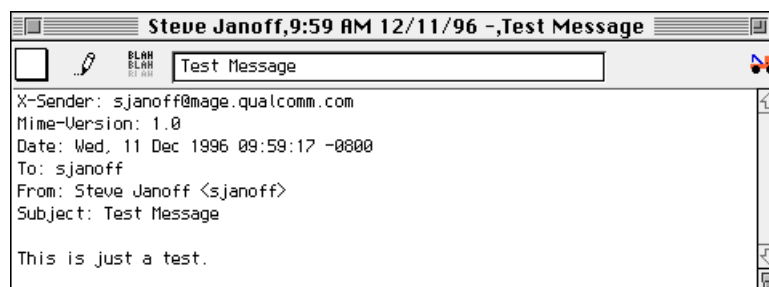 Steve Janoff,9:59 AM 12/11/96 -,Test Message
BLAH
BLAH
BLAH
Test Message
X-Sender: sjanoff@mage.qualcomm.com
Mime-Version: 1.0
Date: Wed, 11 Dec 1996 09:59:17 -0800
To: sjanoff
From: Steve Janoff <sjanoff>
Subject: Test Message
This is just a test.